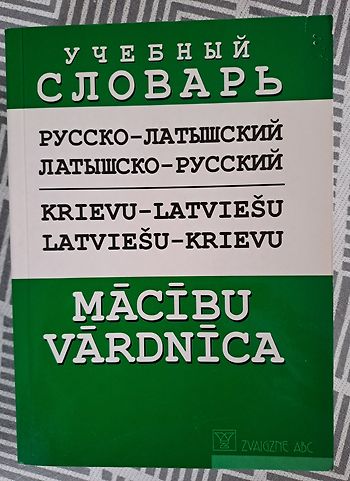 УЧЕБНЫЙ
СЛОВАРЬ
РУССКО-ЛАТЫШСКИЙ
ЛАТЫШСКО-РУССКИЙ
KRIEVU-LATVIEŠU
LATVIEŠU-KRIEVU
MĀCĪBU
VĀRDNĪCA
ZVAIGZNE ABC